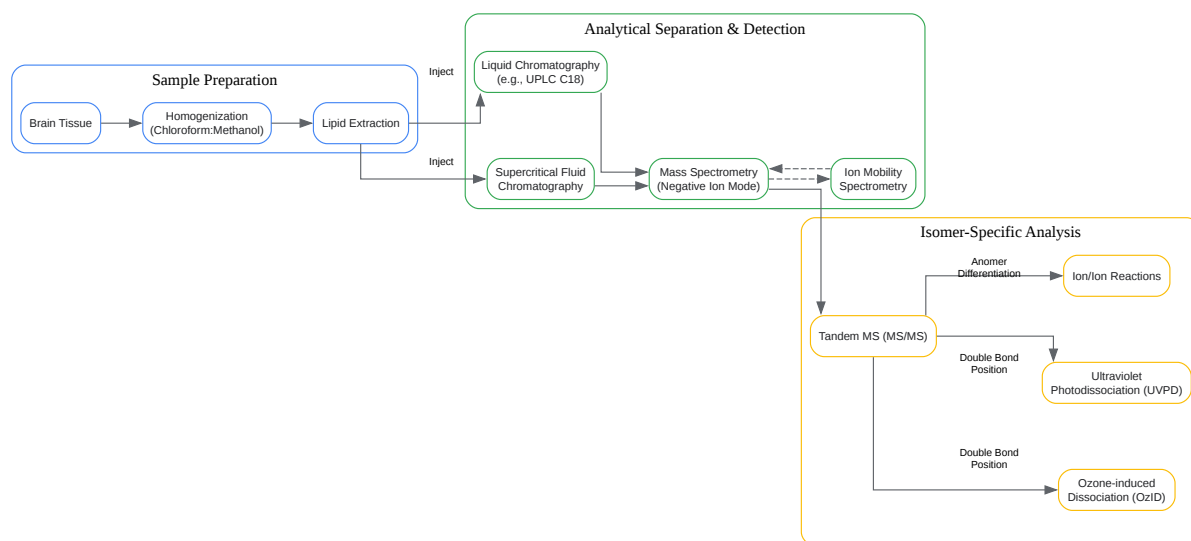 Sample Preparation
Brain Tissue
Homogenization
(Chloroform:Methanol)
Lipid Extraction
Inject
Inject
Analytical Separation & Detection
Liquid Chromatography
(e.g., UPLC C18)
Supercritical Fluid
Chromatography
Mass Spectrometry
(Negative Ion Mode)
Ion Mobility
Spectrometry
Isomer-Specific Analysis
Tandem MS (MS/MS)
Anomer
Differentiation
Ion/Ion Reactions
Double Bond
Position
Ultraviolet
Photodissociation (UVPD)
Double Bond
Position
Ozone-induced
Dissociation (OzID)